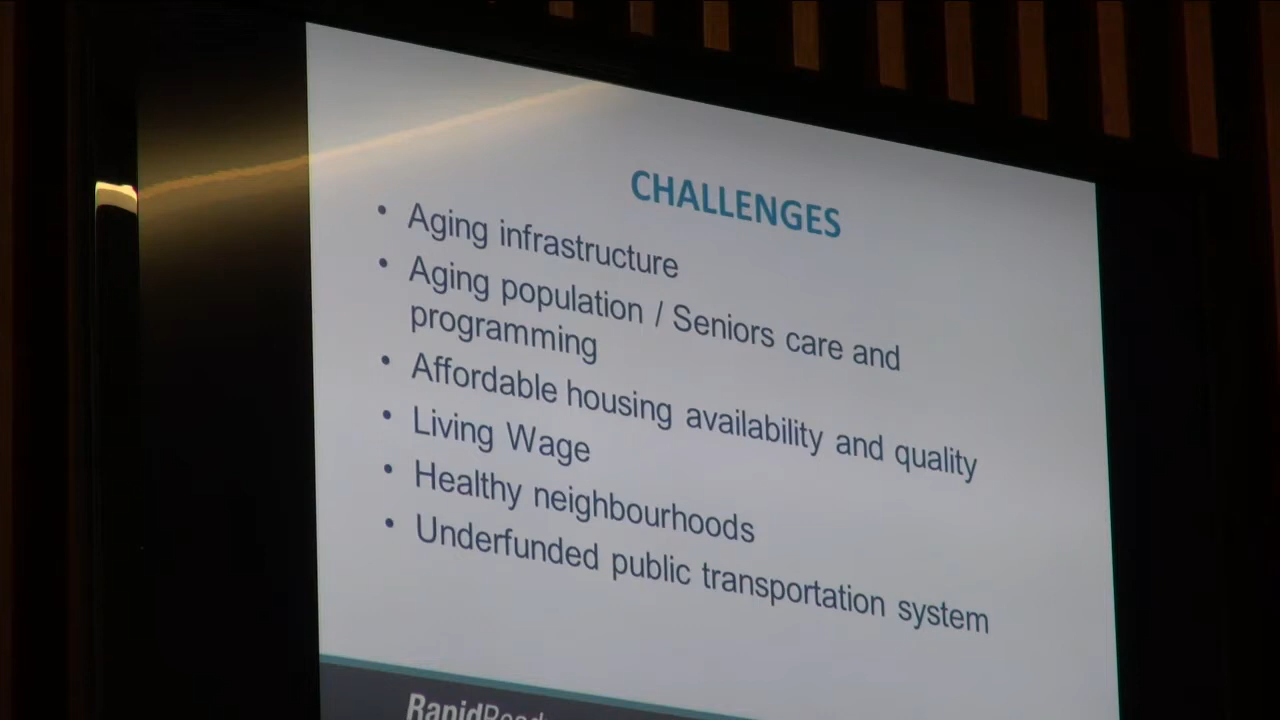 CHALLENGES
• Aging infrastructure
• Aging population / Seniors care and
programming
• Affordable housing availability and quality
• Living Wage
• Healthy neighbourhoods
• Underfunded public transportation system